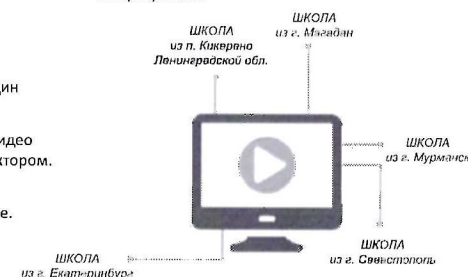 ШКОЛА
из г. Магадан
ШКОЛА
из п. Кикерино
Ленинградской обл.
идео
ктором.
е.
ШКОЛА
из г. Мурманск
ШКОЛА
из г. Севастополь
ШКОЛА
из г. Екатеринбург